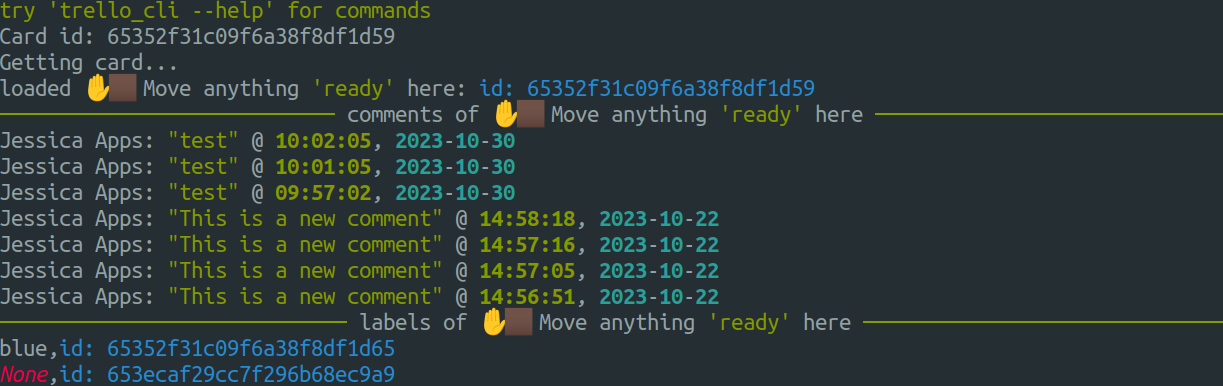 try 'trello_cli --help' for commands
Card id: 65352f31c09f6a38f8df1d59
Getting card...
loaded ✋🏿 Move anything 'ready' here: id: 65352f31c09f6a38f8df1d59
comments of ✋🏿 Move anything 'ready' here
Jessica Apps: "test" @ 10:02:05, 2023-10-30
Jessica Apps: "test" @ 10:01:05, 2023-10-30
Jessica Apps: "test" @ 09:57:02, 2023-10-30
Jessica Apps: "This is a new comment" @ 14:58:18, 2023-10-22
Jessica Apps: "This is a new comment" @ 14:57:16, 2023-10-22
Jessica Apps: "This is a new comment" @ 14:57:05, 2023-10-22
Jessica Apps: "This is a new comment" @ 14:56:51, 2023-10-22
labels of ✋🏿 Move anything 'ready' here
blue,id: 65352f31c09f6a38f8df1d65
None,id: 653ecaf29cc7f296b68ec9a9